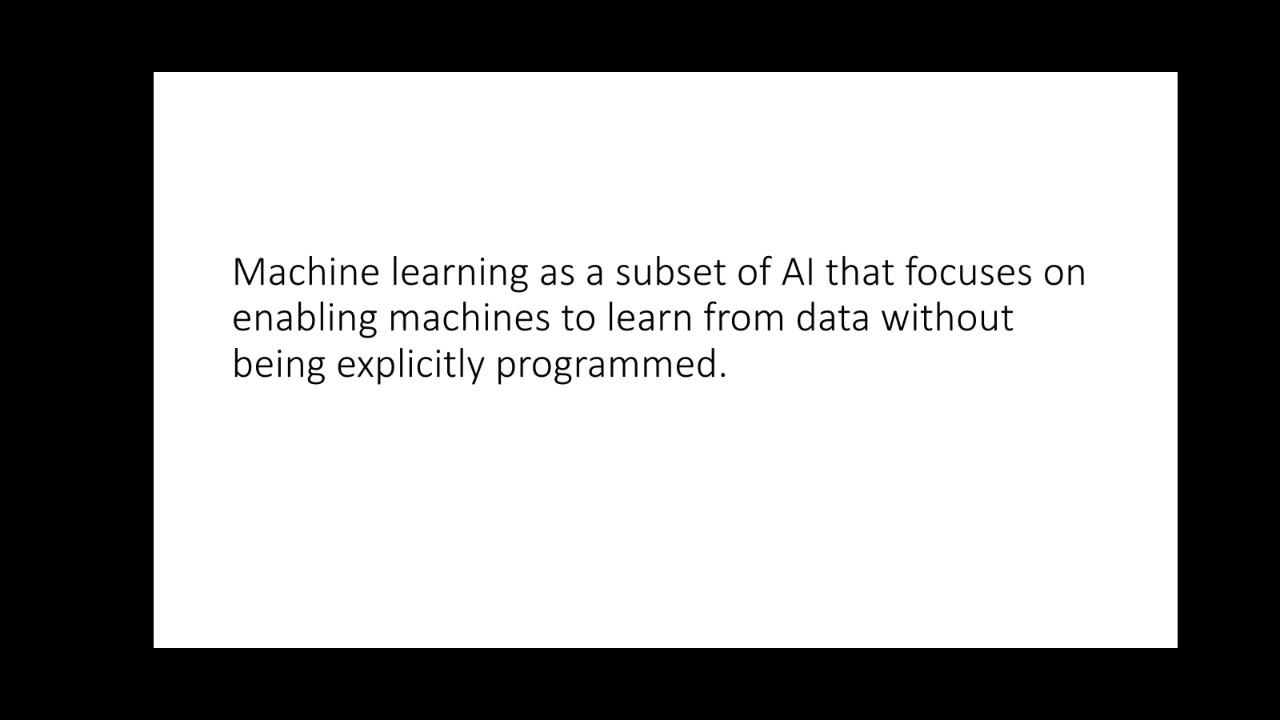 Machine learning as a subset of AI that focuses on
enabling machines to learn from data without
being explicitly programmed.